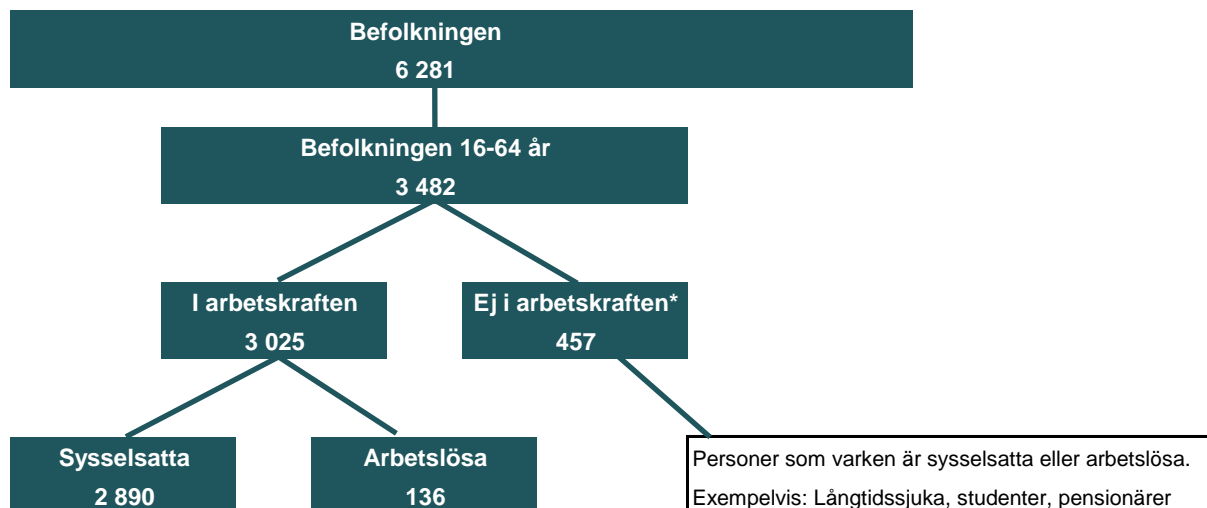 Befolkningen
6 281
Befolkningen 16-64 år
3 482
I arbetskraften
3 025
Ej i arbetskraften*
457
Sysselsatta
2 890
Arbetslösa
136
Personer som varken är sysselsatta eller arbetslösa.
Exempelvis: Långtidssjuka, studenter, pensionärer